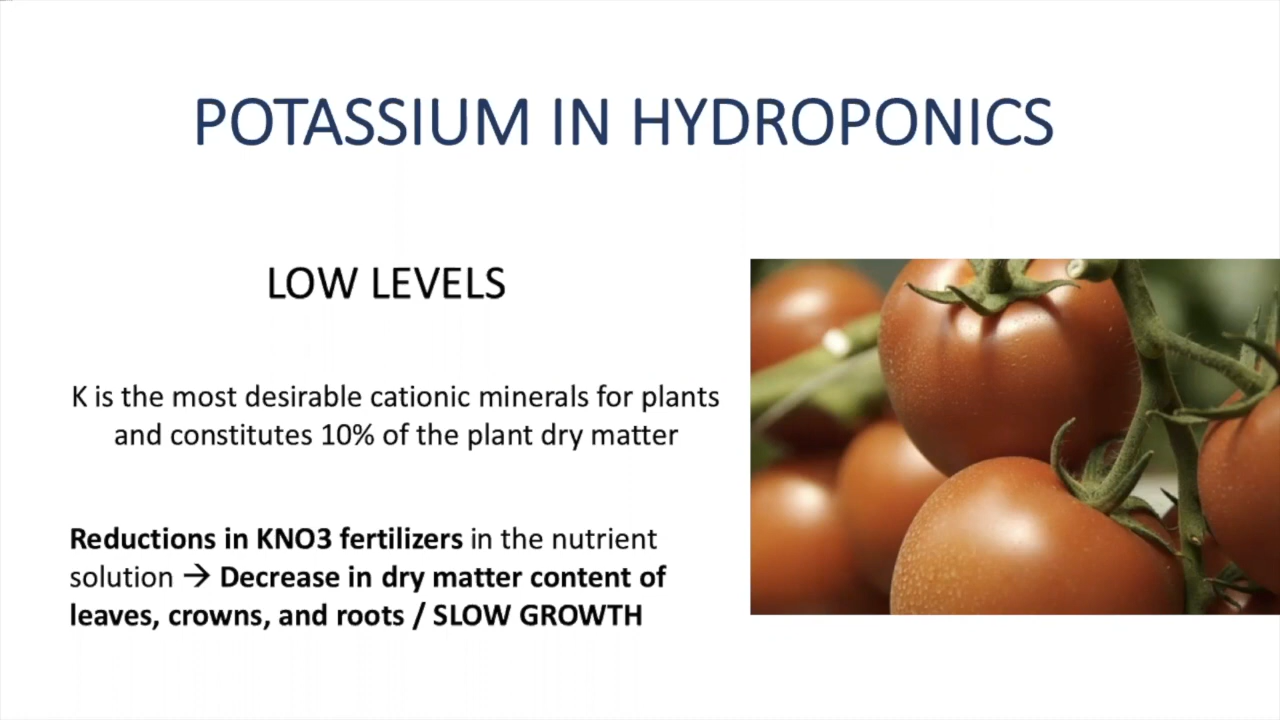 POTASSIUM IN HYDROPONICS
LOW LEVELS
K is the most desirable cationic minerals for plants
and constitutes 10% of the plant dry matter
Reductions in KNO3 fertilizers in the nutrient
solution → Decrease in dry matter content of
leaves, crowns, and roots / SLOW GROWTH